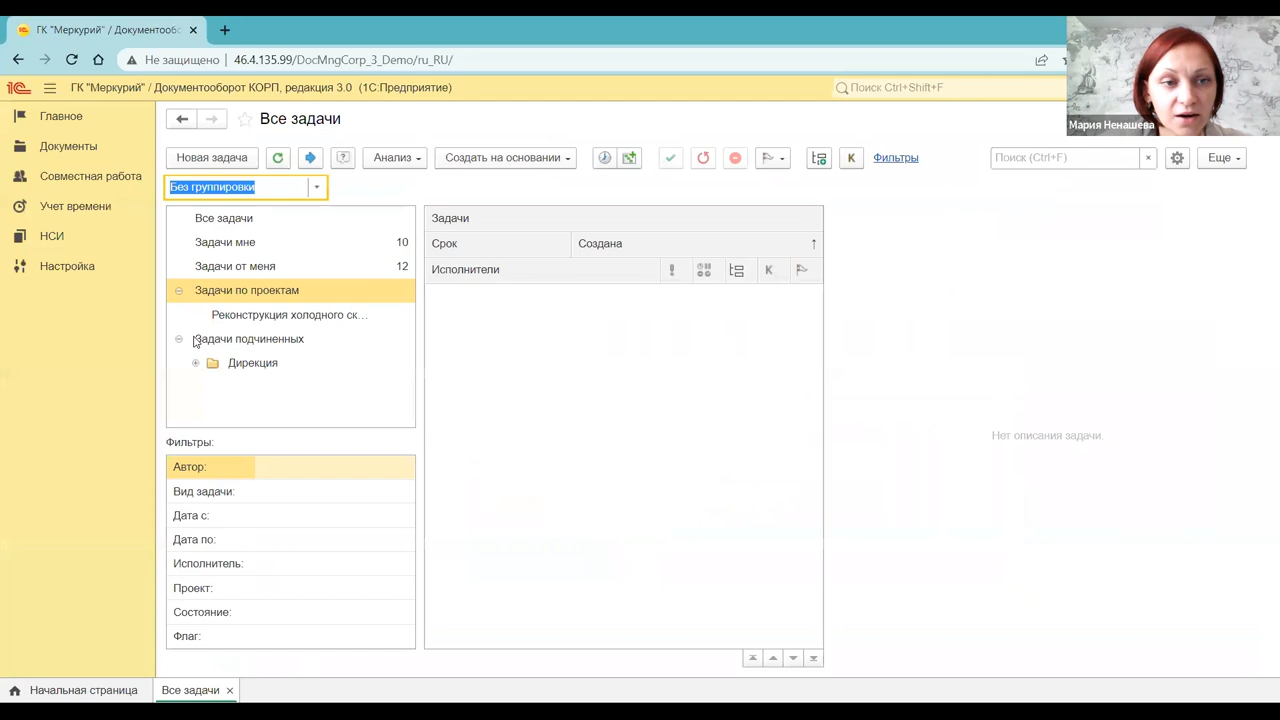 ГК "Меркурий" / Документообс
Не защищено
46.4.135.99/DocMngCorp_3_Demo/ru_RU/
Мария Ненашева
ГК "Меркурий" / Документооборот КОРП, редакция 3.0 (1С:Предприятие)
Поиск Ctrl+Shift+F
Главное
Документы
Совместная работа
Учет времени
НСИ
Настройка
Все задачи
Новая задача
Анализ
Создать на основании
К
Фильтры
Поиск (Ctrl+F)
Еще
Без группировки
Все задачи
Задачи мне 10
Задачи от меня 12
Задачи по проектам
Реконструкция холодного ск...
Задачи подчиненных
Дирекция
Задачи
Срок
Создана
Исполнители
К
Нет описания задачи.
Фильтры:
Автор:
Вид задачи:
Дата с:
Дата по:
Исполнитель:
Проект:
Состояние:
Флаг:
Начальная страница
Все задачи